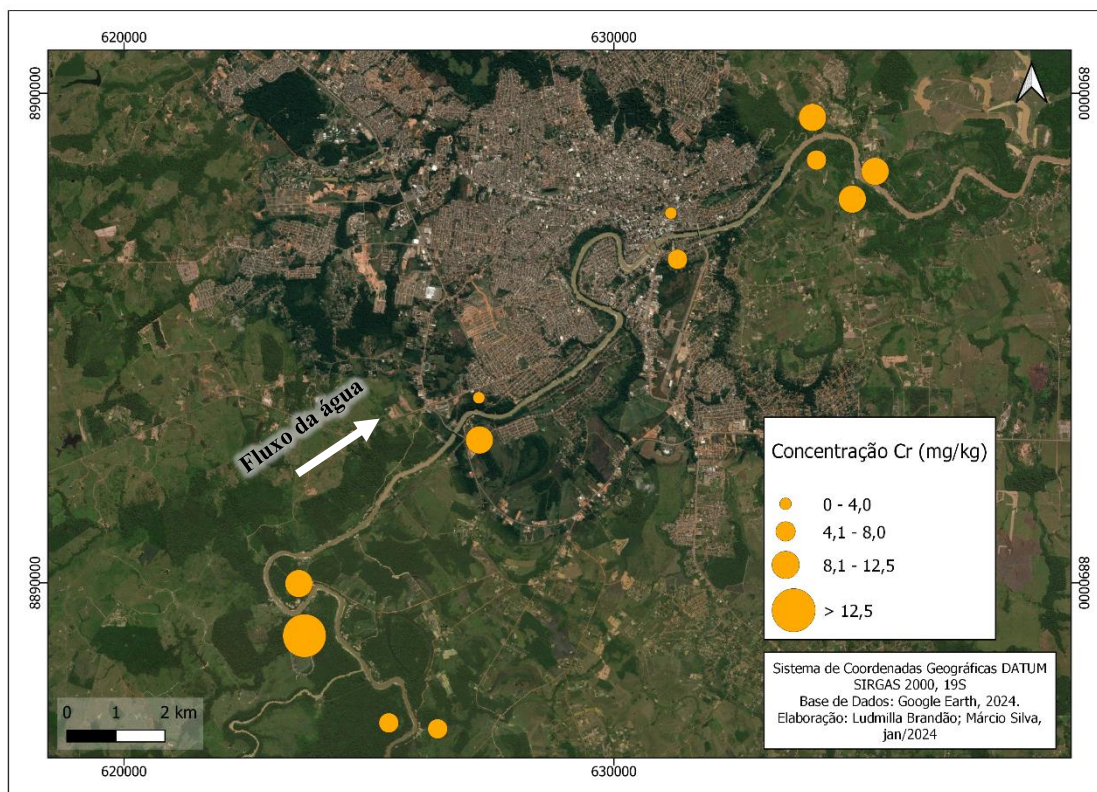 620000
630000
8900000
8900000
Fluxo da água
Concentração Cr (mg/kg)
0 - 4,0
4,1 - 8,0
8,1 - 12,5
> 12,5
8890000
8890000
Sistema de Coordenadas Geográficas DATUM
SIRGAS 2000, 19S
Base de Dados: Google Earth, 2024.
Elaboração: Ludmilla Brandão; Márcio Silva,
jan/2024
0 1 2 km
620000
630000